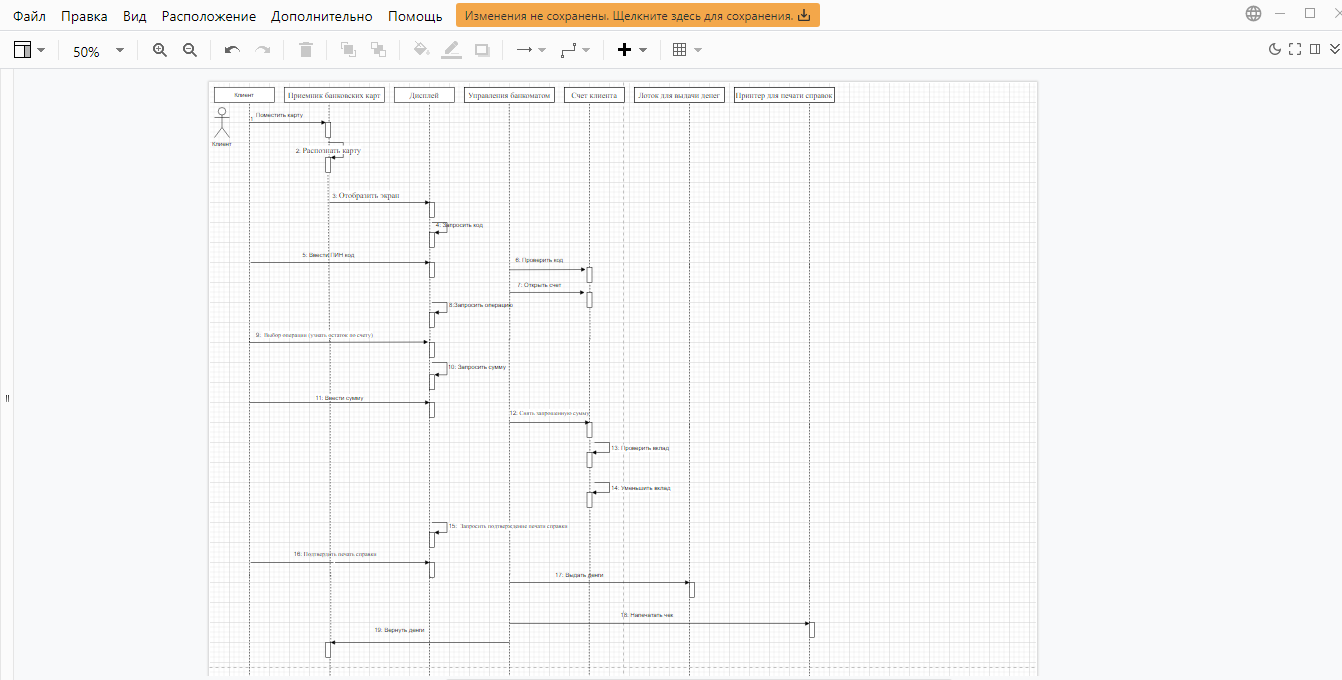 Файл Правка Вид Расположение Дополнительно Помощь Изменения не сохранены. Щелкните здесь для сохранения.
50%
Клиент Приемник банковских карт Дисплей Управления банкоматом Счет клиента Лоток для выдачи денег Принтер для печати справок
1. Поместить карту
Клиент
2. Распознать карту
3: Отобразить экран
4. Запросить код
5: Ввести ПИН код
6: Проверить код
7: Открыть счет
8.Запросить операцию
9: Выбор операции (узнать остаток по счету)
10: Запросить сумму
11: Ввести сумму
12. Снять запрошенную сумму
13: Проверить вклад
14: Уменьшить вклад
15: Запросить подтверждение печати справки
16: Подтвердить печать справки
17: Выдать денги
18: Напечатать чек
19: Вернуть денги